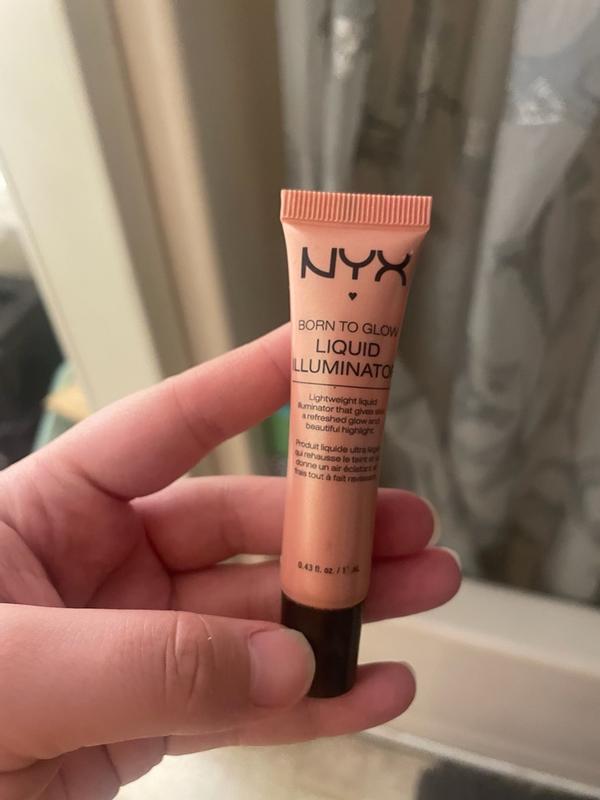 NYX
BORN TO GLOW
LIQUID
ILLUMINATOR
Lightweight liquid
illuminator that gives skin
a refreshed glow and
beautiful highlight.
Produit liquide ultra léger
qui rehausse le teint et lui
donne un air éclatant et
frais tout à fait ravissant.
0.43 fl. oz. /